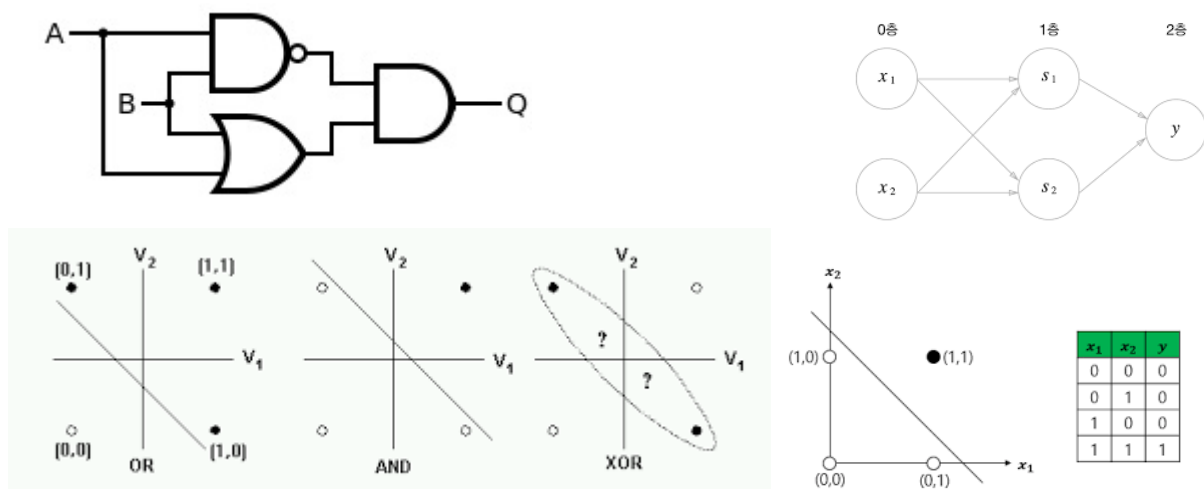 A
B
Q
0층 1층 2층
x₁ s₁
y
x₂ s₂
V₂ V₂ V₂
(0,1) (1,1)
? 
V₁ V₁ V₁
?
(0,0) (1,0)
OR AND XOR
x₂
(1,0) (1,1)
(0,0) (0,1) x₁
x₁ x₂ y
0 0 0
0 1 0
1 0 0
1 1 1